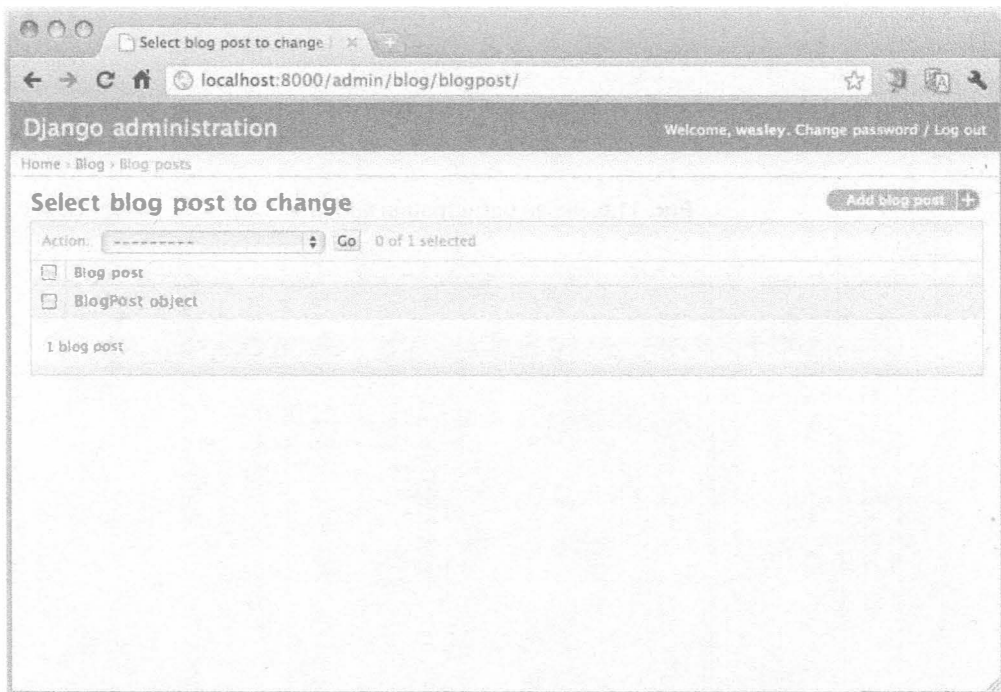 Select blog post to change
localhost:8000/admin/blog/blogpost/
Django administration
Welcome, wesley. Change password / Log out
Home › Blog › Blog posts
Select blog post to change
Add blog post +
Action: --------- Go 0 of 1 selected
Blog post
BlogPost object
1 blog post